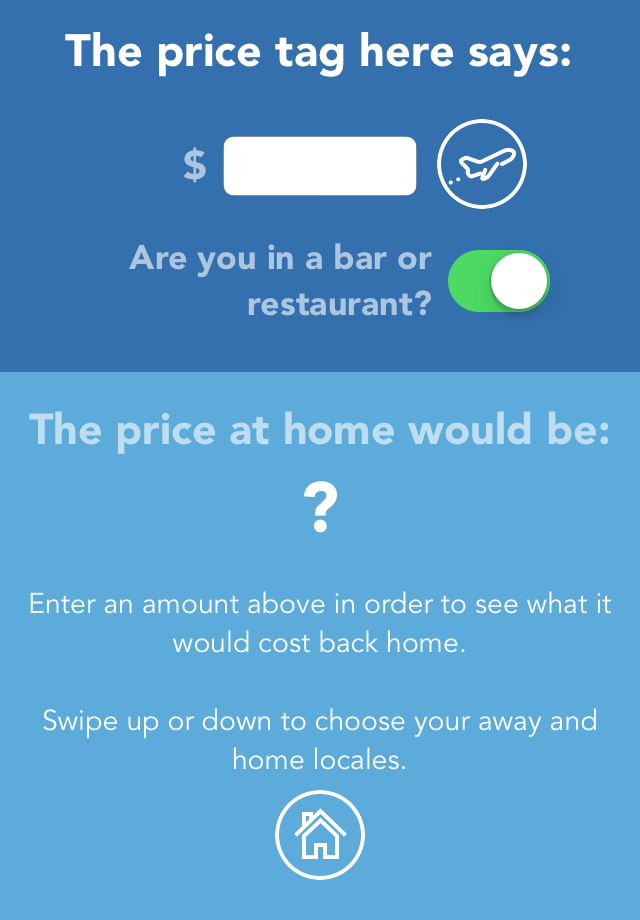 The price tag here says:
$
Are you in a bar or
restaurant?
The price at home would be:
?
Enter an amount above in order to see what it
would cost back home.
Swipe up or down to choose your away and
home locales.